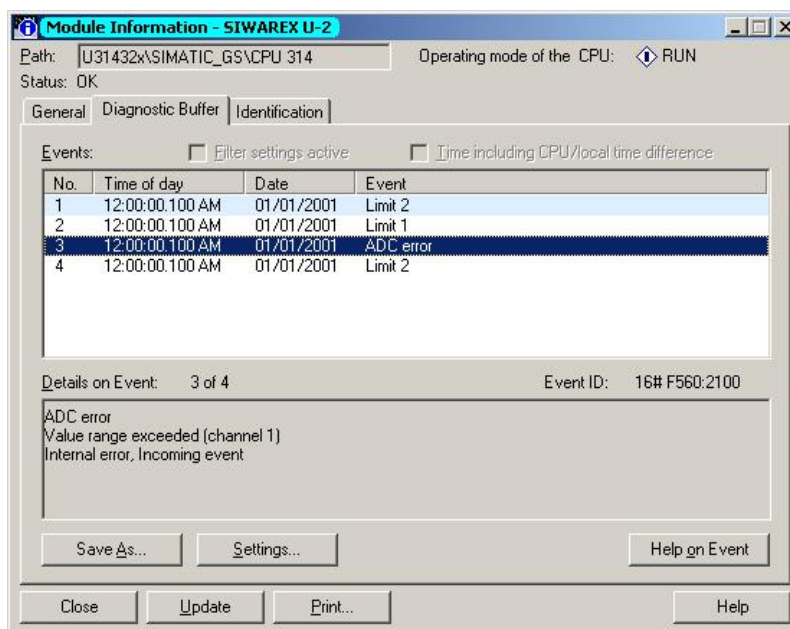 Module Information - SIWAREX U-2
Path: U31432x\SIMATIC_GS\CPU 314 Operating mode of the CPU: RUN
Status: OK
General Diagnostic Buffer Identification
Events: Filter settings active Time including CPU/local time difference
No. Time of day Date Event
1 12:00:00.100 AM 01/01/2001 Limit 2
2 12:00:00.100 AM 01/01/2001 Limit 1
3 12:00:00.100 AM 01/01/2001 ADC error
4 12:00:00.100 AM 01/01/2001 Limit 2
Details on Event: 3 of 4 Event ID: 16# F560:2100
ADC error
Value range exceeded (channel 1)
Internal error, Incoming event
Save As... Settings... Help on Event
Close Update Print... Help